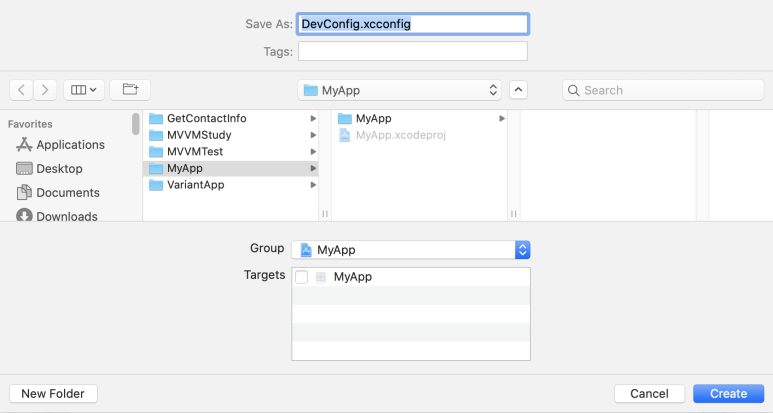 Save As: DevConfig.xcconfig
Tags:
MyApp
Search
Favorites
Applications
Desktop
Documents
Downloads
GetContactInfo
MVVMStudy
MVVMTest
MyApp
VariantApp
MyApp
MyApp.xcodeproj
Group MyApp
Targets MyApp
New Folder Cancel Create